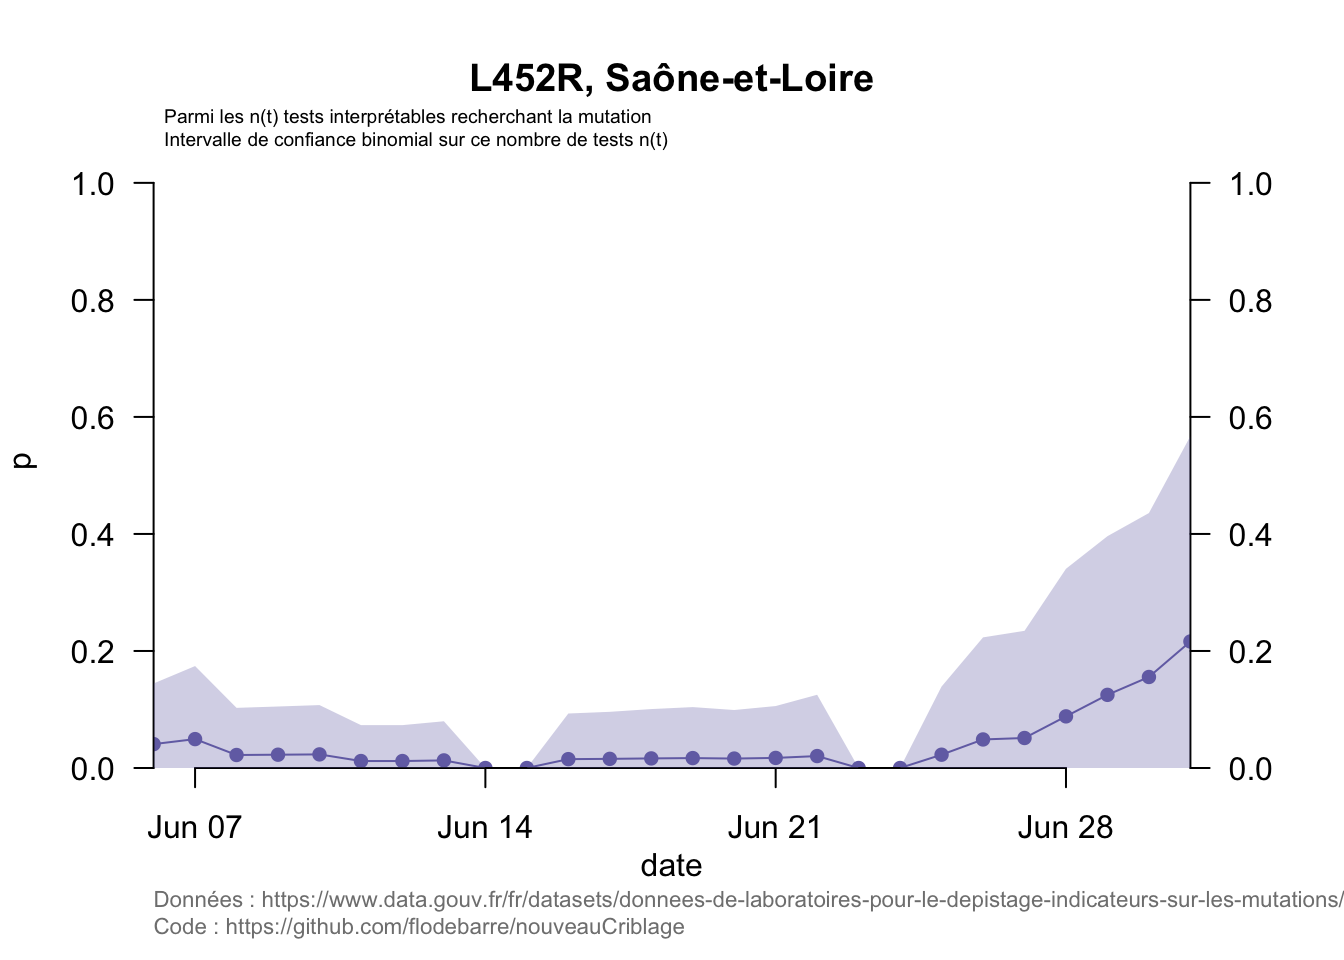 L452R, Saône-et-Loire
Parmi les n(t) tests interprétables recherchant la mutation
Intervalle de confiance binomial sur ce nombre de tests n(t)
1.0
0.8
0.6
0.4
0.2
0.0
p
1.0
0.8
0.6
0.4
0.2
0.0
Jun 07 Jun 14 Jun 21 Jun 28
date
Données : https://www.data.gouv.fr/fr/datasets/donnees-de-laboratoires-pour-le-depistage-indicateurs-sur-les-mutations/
Code : https://github.com/flodebarre/nouveauCriblage